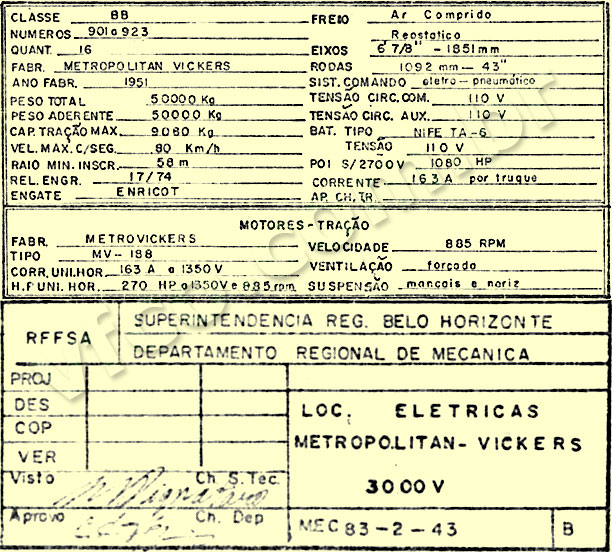 CLASSE BB
NUMEROS 901 a 923
QUANT. 16
FABR. METROPOLITAN VICKERS
ANO FABR. 1951
PESO TOTAL 50000 Kg
PESO ADERENTE 50000 Kg
CAP. TRAÇÃO MAX. 9080 Kg
VEL. MAX. C/SEG. 80 Km/h
RAIO MIN. INSCR. 58 m
REL. ENGR. 17/74
ENGATE ENRICOT
FREIO Ar Comprido
Reostatico
EIXOS 6 7/8" - 1851mm
RODAS 1092 mm — 43"
SIST. COMANDO eletro - pneumático
TENSÃO CIRC. COM. 110 V
TENSÃO CIRC. AUX. 110 V
BAT. TIPO NIFE TA-6
TENSÃO 110 V
POT S/2700V 1080 HP
CORRENTE 163 A por truque
AP. CH. TR.
MOTORES - TRAÇÃO
FABR. METROVICKERS
TIPO MV - 188
CORR. UNI. HOR. 163 A a 1350V
H.P. UNI. HOR. 270 HP a 1350V e 885. rpm.
VELOCIDADE 885 RPM
VENTILAÇÃO forçada
SUSPENSÃO mancais e nariz
RFFSA
SUPERINTENDENCIA REG. BELO HORIZONTE
DEPARTAMENTO REGIONAL DE MECANICA
PROJ
DES
COP
VER
Visto Ch S. Tec.
Aprovo Ch. Dep
LOC. ELETRICAS
METROPOLITAN - VICKERS
3000 V
MEC 83-2-43 B